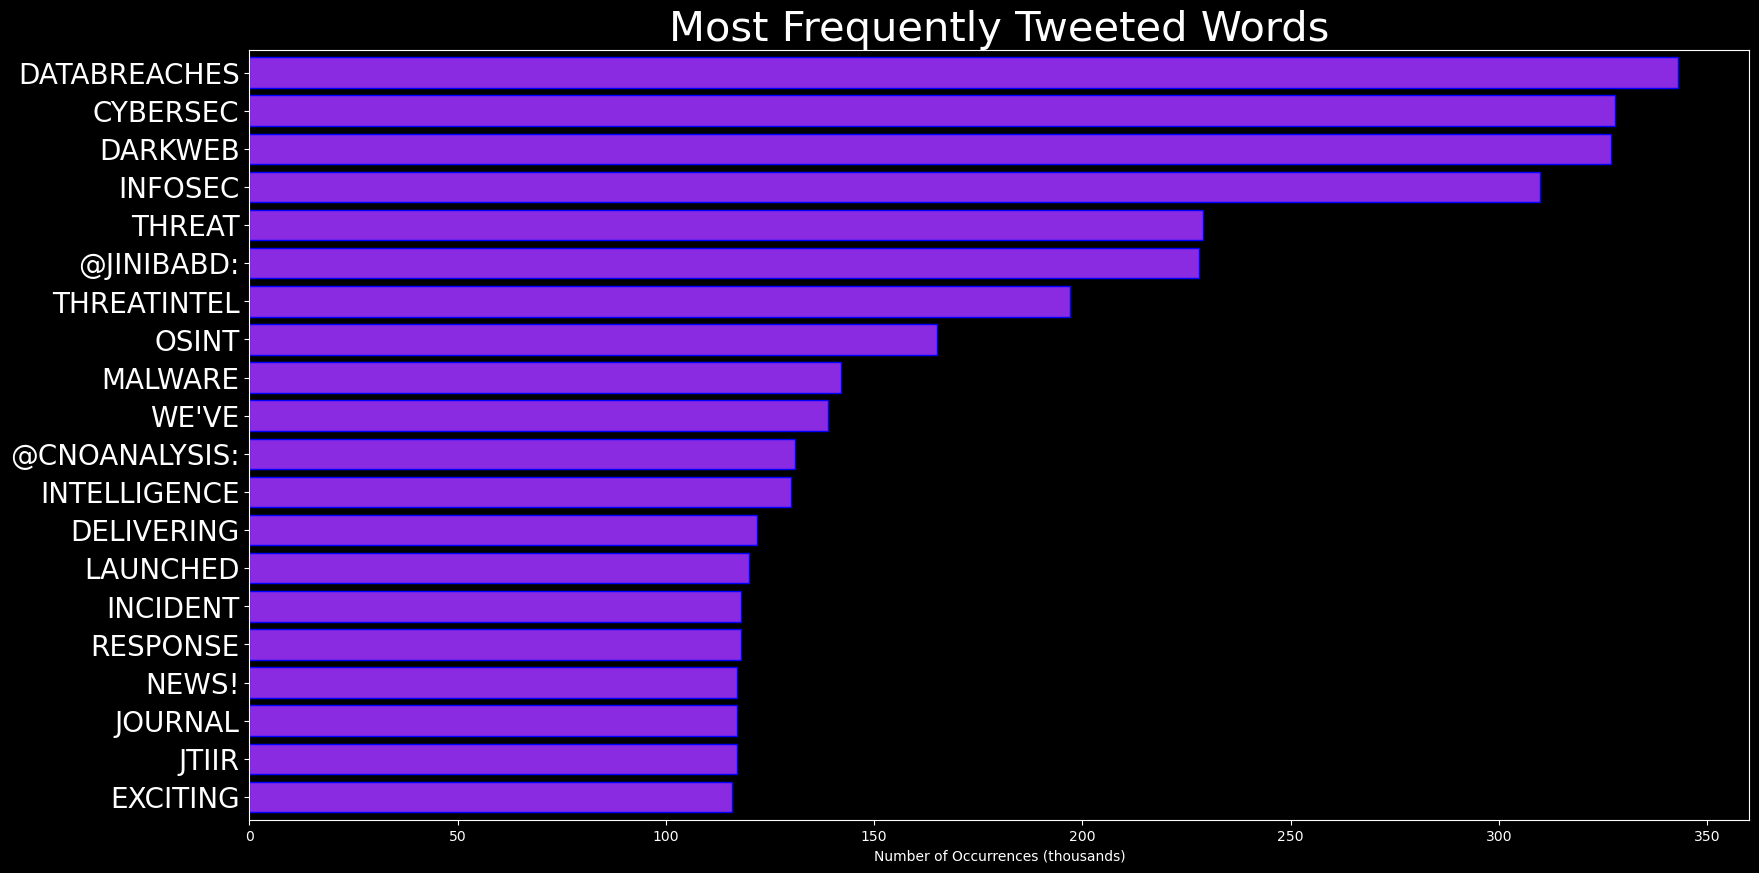 Most Frequently Tweeted Words
DATABREACHES
CYBERSEC
DARKWEB
INFOSEC
THREAT
@JINIBABD:
THREATINTEL
OSINT
MALWARE
WE'VE
@CNOANALYSIS:
INTELLIGENCE
DELIVERING
LAUNCHED
INCIDENT
RESPONSE
NEWS!
JOURNAL
JTIIR
EXCITING
0 50 100 150 200 250 300 350
Number of Occurrences (thousands)